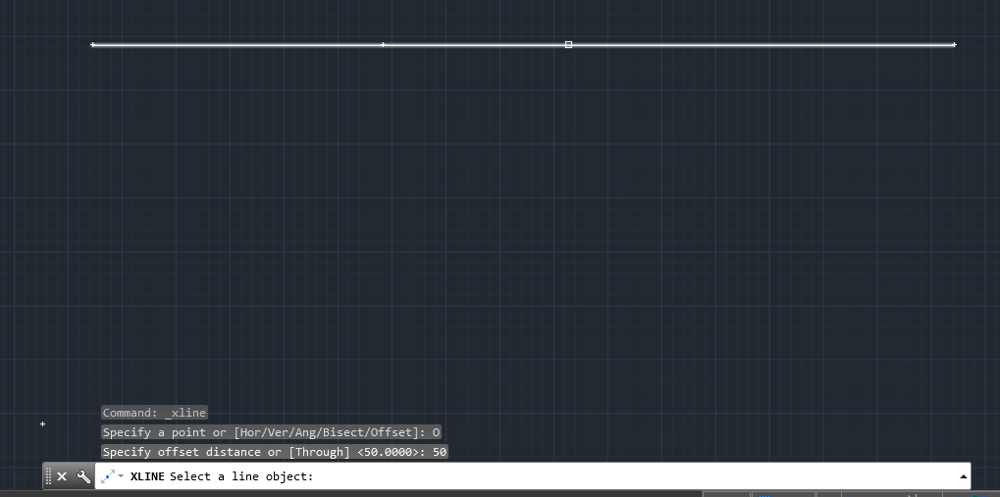 Command: _xline
Specify a point or [Hor/Ver/Ang/Bisect/Offset]: O
Specify offset distance or [Through] <50.0000>: 50
XLINE Select a line object: